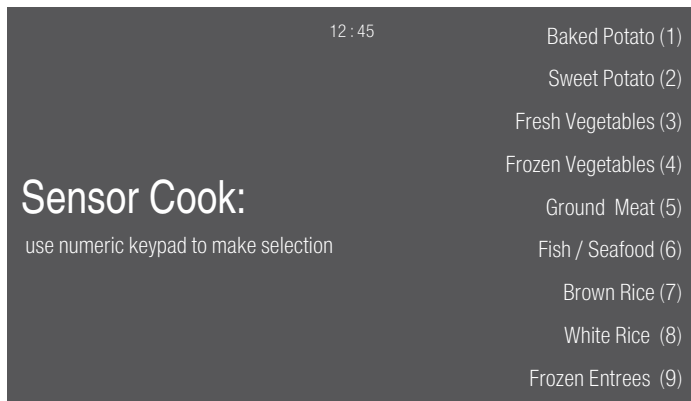 12 : 45
Sensor Cook:
use numeric keypad to make selection
Baked Potato (1)
Sweet Potato (2)
Fresh Vegetables (3)
Frozen Vegetables (4)
Ground Meat (5)
Fish / Seafood (6)
Brown Rice (7)
White Rice (8)
Frozen Entrees (9)